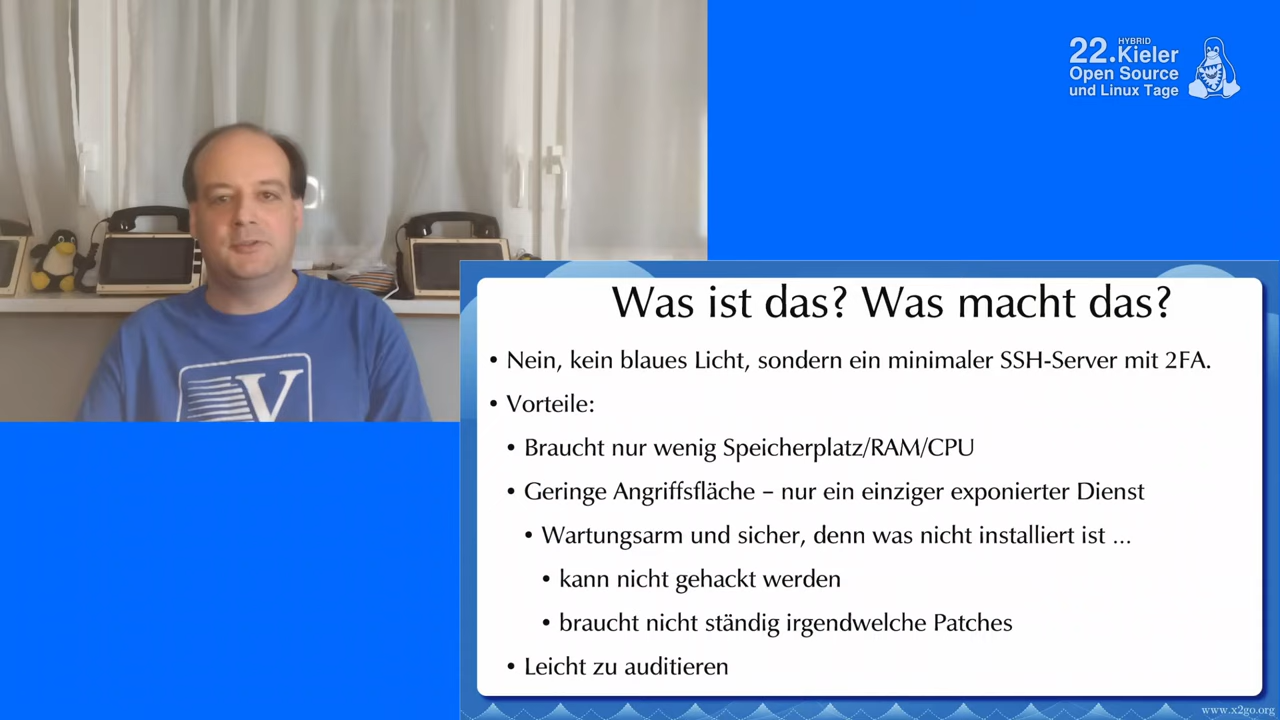 HYBRID
22.Kieler
Open Source
und Linux Tage
Was ist das? Was macht das?
• Nein, kein blaues Licht, sondern ein minimaler SSH-Server mit 2FA.
• Vorteile:
• Braucht nur wenig Speicherplatz/RAM/CPU
• Geringe Angriffsfläche – nur ein einziger exponierter Dienst
• Wartungsarm und sicher, denn was nicht installiert ist ...
• kann nicht gehackt werden
• braucht nicht ständig irgendwelche Patches
• Leicht zu auditieren
www.x2go.org